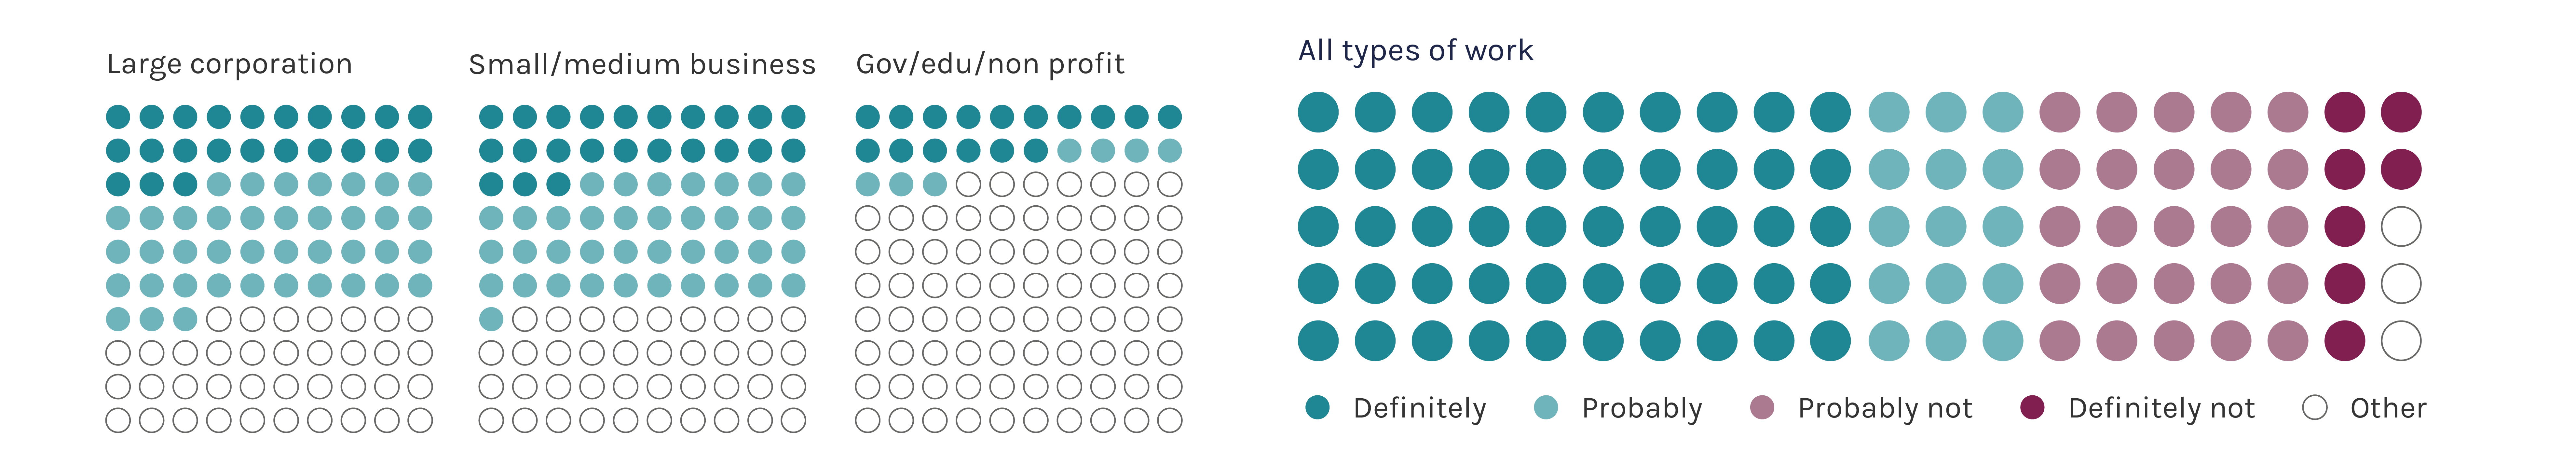 Large corporation
Small/medium business
Gov/edu/non profit
All types of work
Definitely
Probably
Probably not
Definitely not
Other